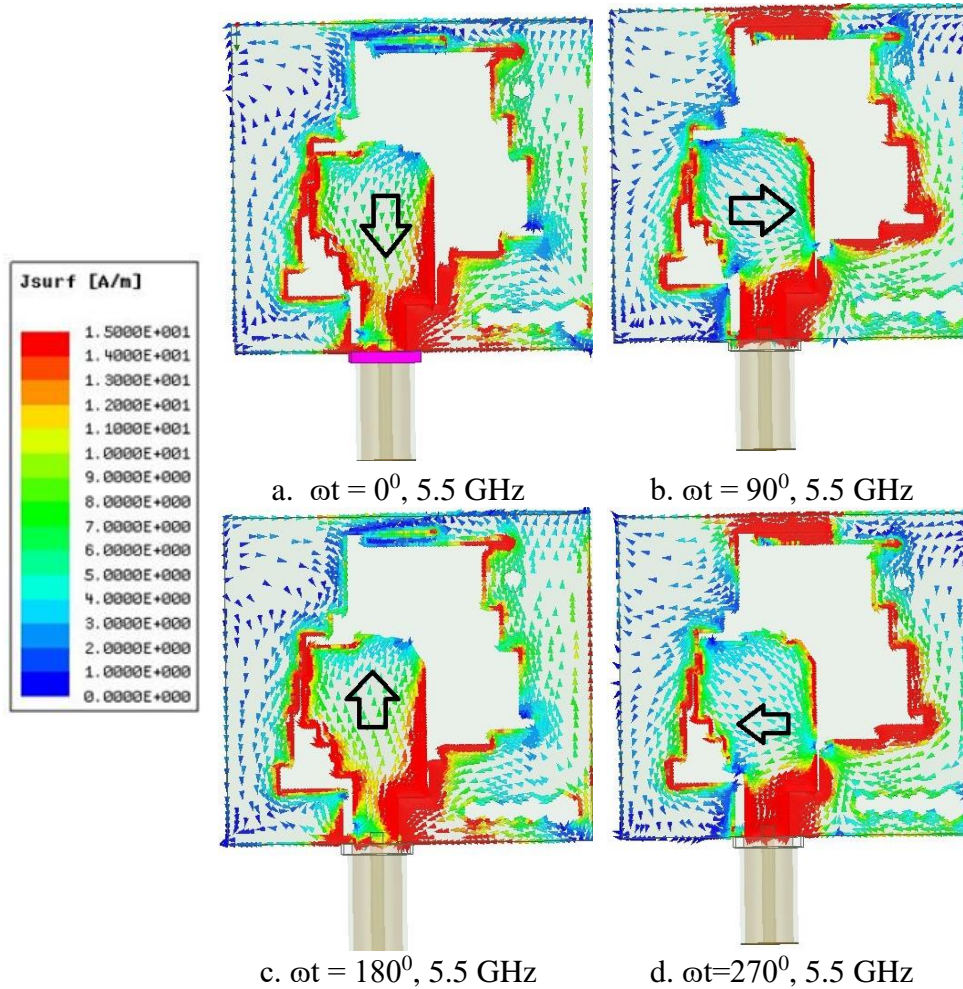 a. ωt = 0⁰, 5.5 GHz
b. ωt = 90⁰, 5.5 GHz
Jsurf [A/m]
1.5000E+001
1.4000E+001
1.3000E+001
1.2000E+001
1.1000E+001
1.0000E+001
9.0000E+000
8.0000E+000
7.0000E+000
6.0000E+000
5.0000E+000
4.0000E+000
3.0000E+000
2.0000E+000
1.0000E+000
0.0000E+000
c. ωt = 180⁰, 5.5 GHz
d. ωt=270⁰, 5.5 GHz